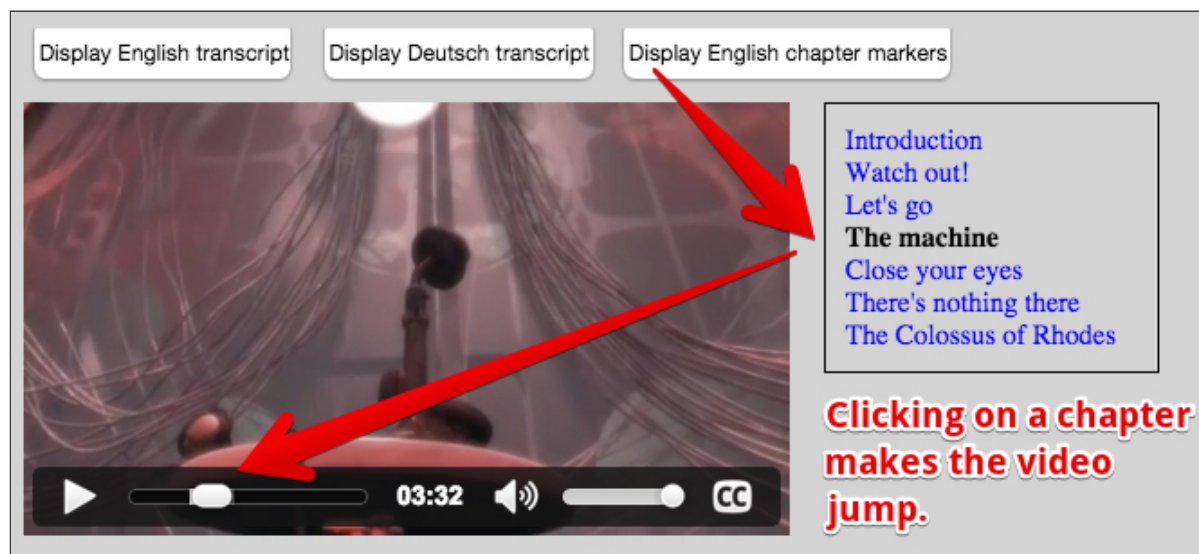 Display English transcript
Display Deutsch transcript
Display English chapter markers
Introduction
Watch out!
Let's go
The machine
Close your eyes
There's nothing there
The Colossus of Rhodes
Clicking on a chapter
makes the video
jump.
03:32
CC